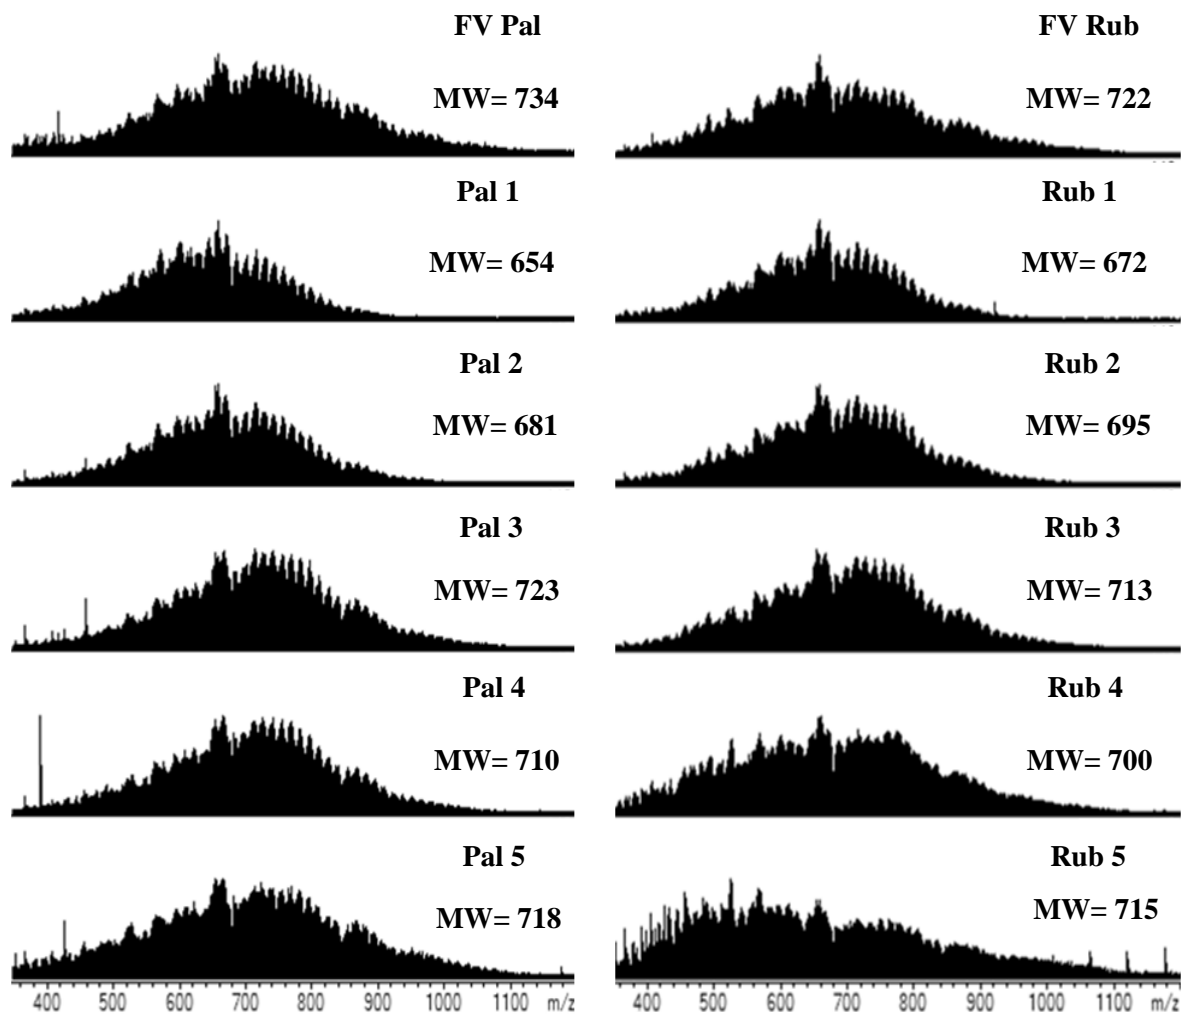 FV Pal
MW= 734
FV Rub
MW= 722
Pal 1
MW= 654
Rub 1
MW= 672
Pal 2
MW= 681
Rub 2
MW= 695
Pal 3
MW= 723
Rub 3
MW= 713
Pal 4
MW= 710
Rub 4
MW= 700
Pal 5
MW= 718
Rub 5
MW= 715
400 500 600 700 800 900 1000 1100 m/z
400 500 600 700 800 900 1000 1100 m/z